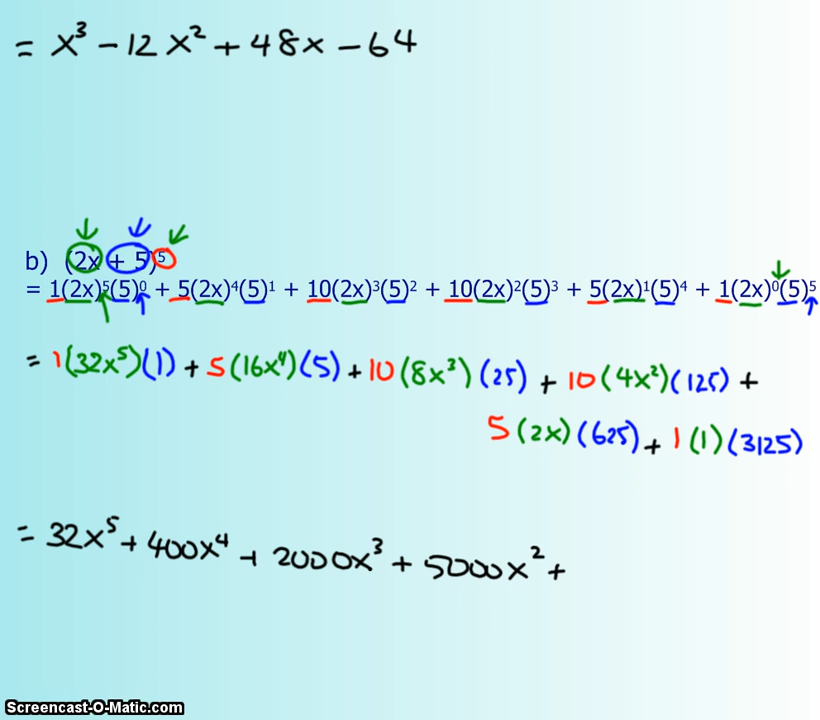 = x³ - 12x² + 48x - 64
b) (2x + 5)⁵
= 1(2x)⁵(5)⁰ + 5(2x)⁴(5)¹ + 10(2x)³(5)² + 10(2x)²(5)³ + 5(2x)¹(5)⁴ + 1(2x)⁰(5)⁵
= 1(32x⁵)(1) + 5(16x⁴)(5) + 10(8x³)(25) + 10(4x²)(125) +
5(2x)(625) + 1(1)(3125)
= 32x⁵ + 400x⁴ + 2000x³ + 5000x² +
Screencast-O-Matic.com